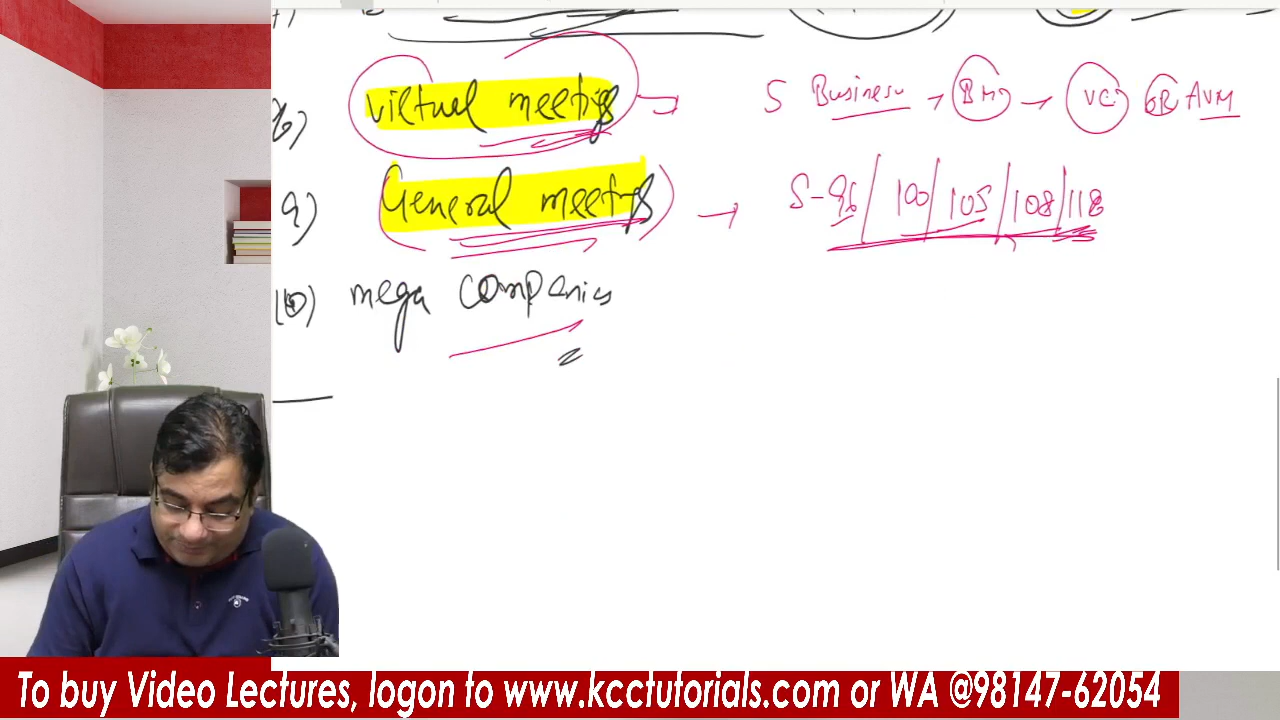 virtual meetings → 5 Business → BM → VC OR AVM
9) General meetings → S-96 / 100 / 105 / 108 / 118
(10) mega companies
To buy Video Lectures, logon to www.kcctutorials.com or WA @98147-62054